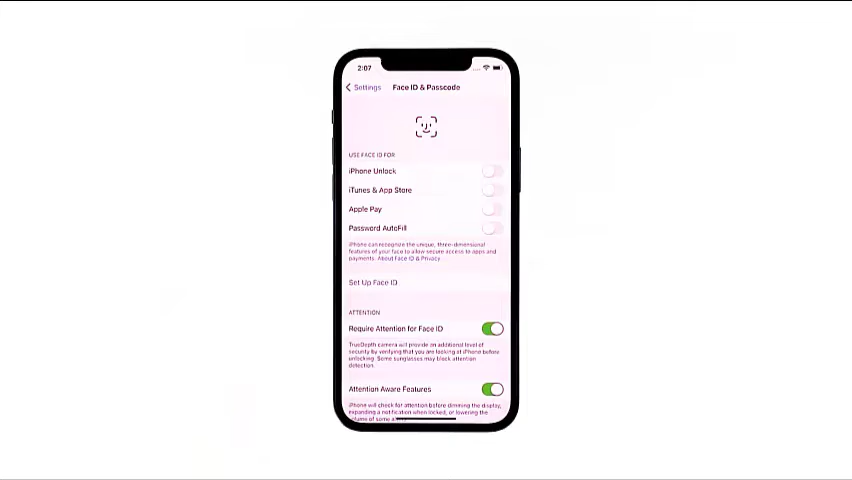 2:07
Settings
Face ID & Passcode
USE FACE ID FOR
iPhone Unlock
iTunes & App Store
Apple Pay
Password AutoFill
iPhone can recognize the unique, three-dimensional
features of your face to allow secure access to apps and
payments. About Face ID & Privacy
Set Up Face ID
ATTENTION
Require Attention for Face ID
TrueDepth camera will provide an additional level of
security by verifying that you are looking at iPhone before
unlocking. Some sunglasses may block attention
detection.
Attention Aware Features
iPhone will check for attention before dimming the display,
expanding a notification when locked, or lowering the
volume of some